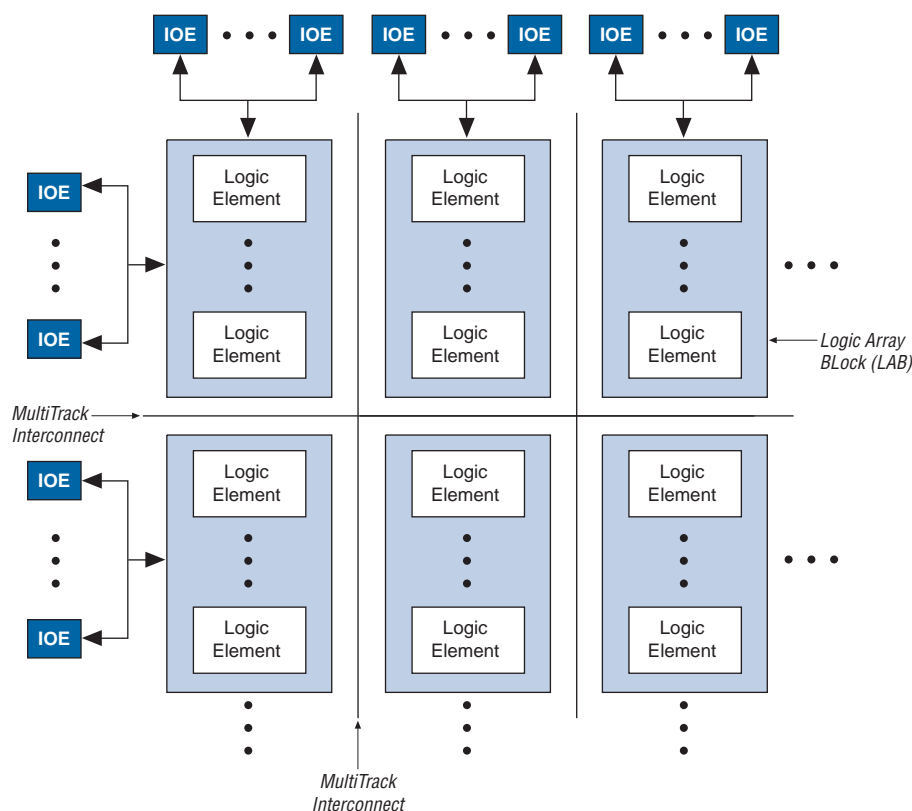 IOE IOE IOE IOE IOE IOE
Logic Element
Logic Element
Logic Element
IOE
IOE
Logic Element
Logic Element
Logic Element
Logic Array
BLock (LAB)
MultiTrack
Interconnect
IOE
Logic Element
Logic Element
Logic Element
IOE
Logic Element
Logic Element
Logic Element
MultiTrack
Interconnect